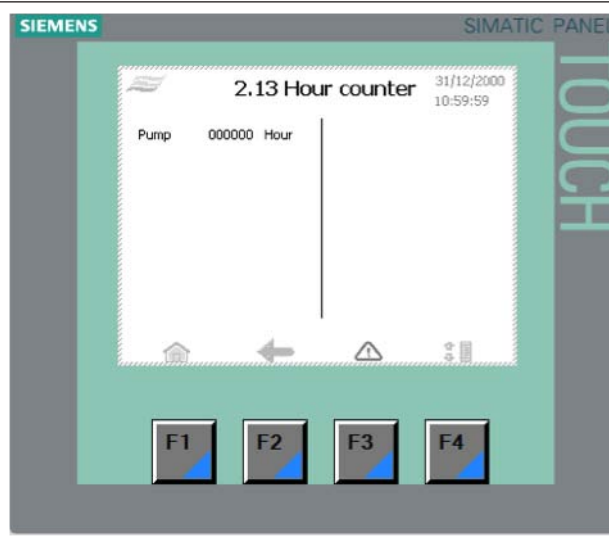 SIEMENS
SIMATIC PANEL
TOUCH
2.13 Hour counter
31/12/2000
10:59:59
Pump 000000 Hour
F1 F2 F3 F4